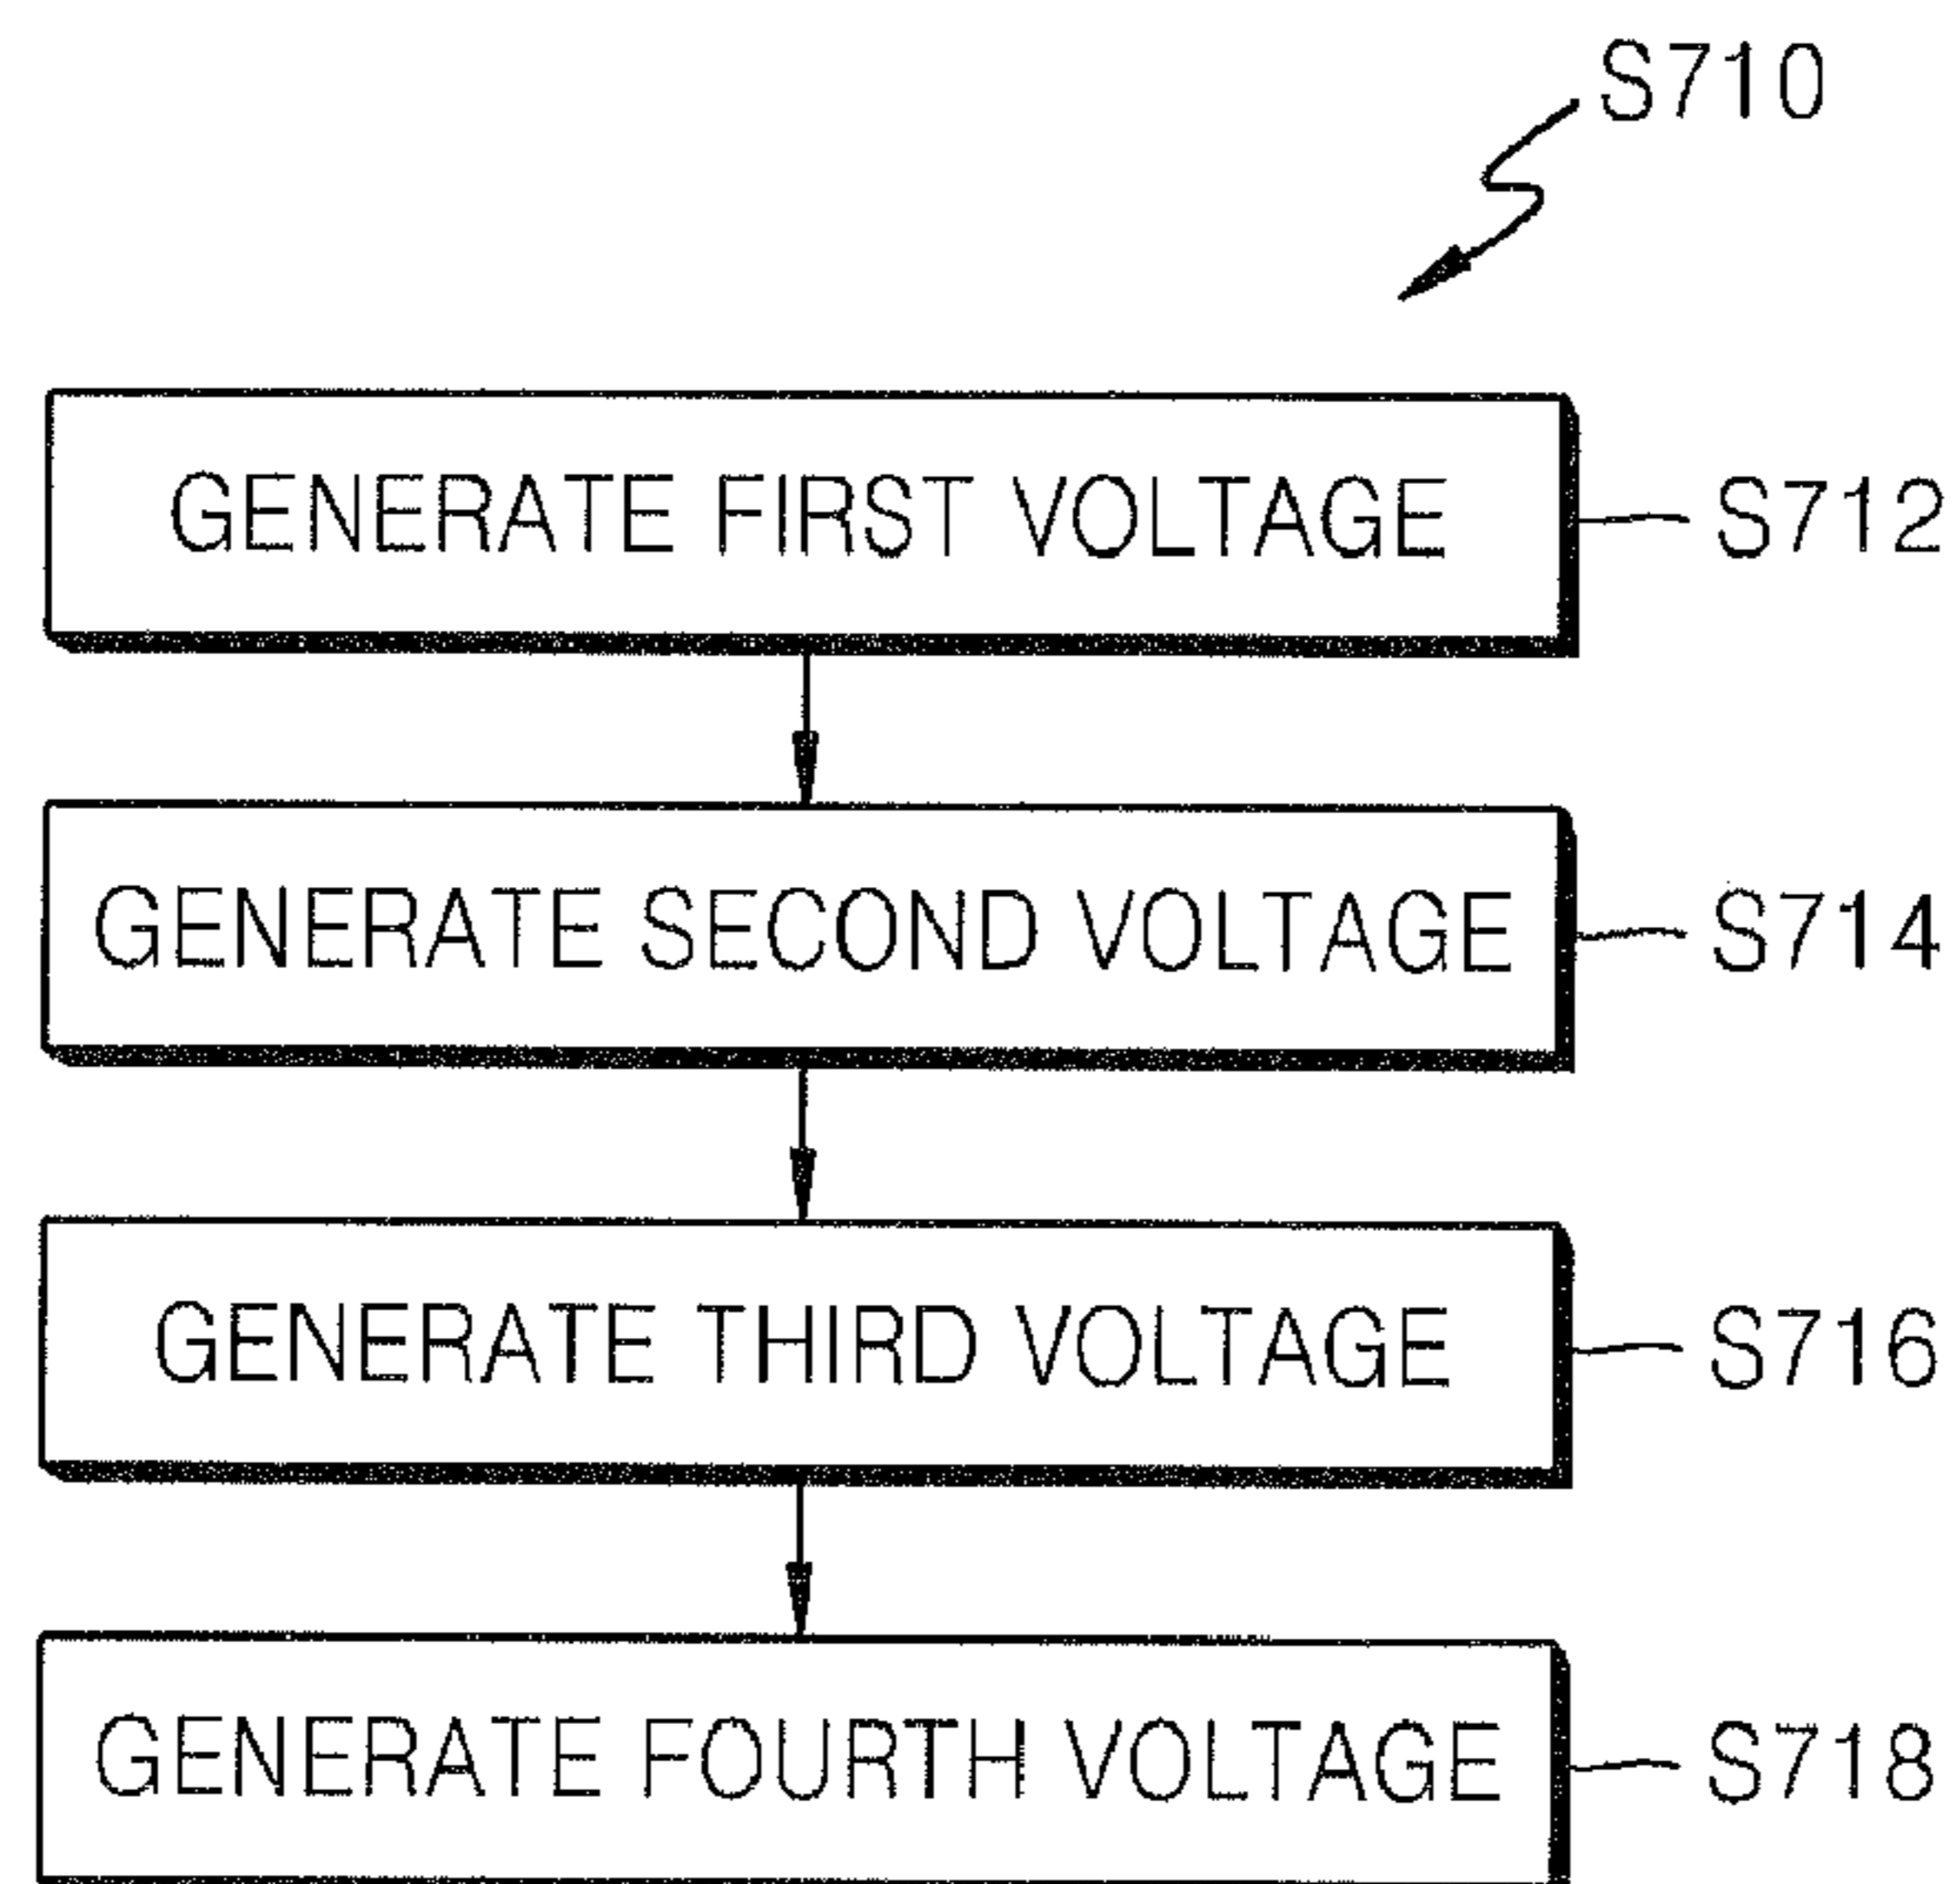 S710
GENERATE FIRST VOLTAGE
S712
GENERATE SECOND VOLTAGE
S714
GENERATE THIRD VOLTAGE
S716
GENERATE FOURTH VOLTAGE
S718